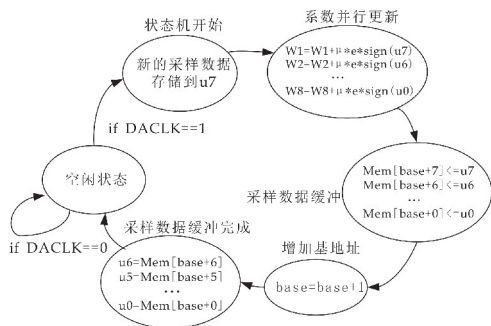 状态机开始
新的采样数据
存储到u7
系数并行更新
W1=W1+μ*e*sign(u7)
W2-W2+μ*e*sign(u6)
...
W8-W8+μ*e*sign(u0)
if DACLK==1
空闲状态
if DACLK==0
采样数据缓冲
Mem[base+7]<=u7
Mem[base+6]<=u6
...
Mem[base+0]<=u0
增加基地址
base=base+1
采样数据缓冲完成
u6=Mem[base+6]
u5-Mem[base+5]
...
u0-Mem[base+0]